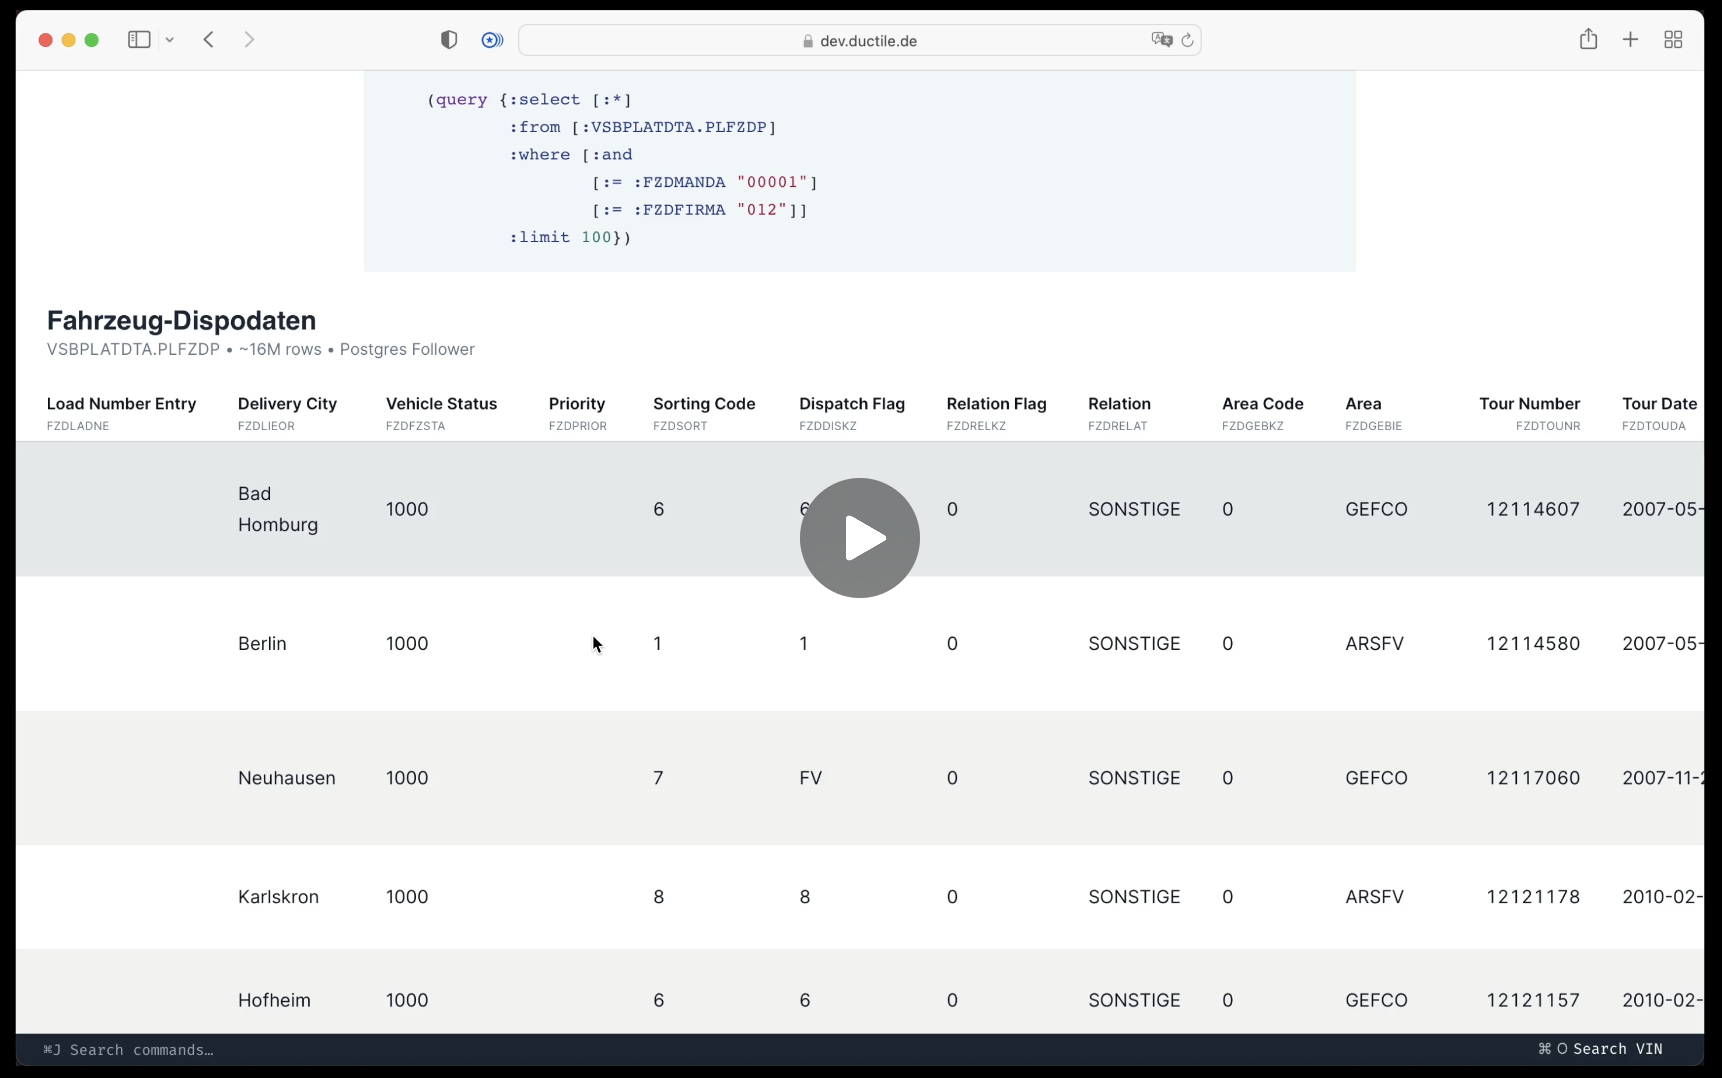 dev.ductile.de
(query {:select [:*]
:from [:VSBPLATDTA.PLFZDP]
:where [:and
[:= :FZDMANDA "00001"]
[:= :FZDFIRMA "012"]]
:limit 100})
Fahrzeug-Dispodaten
VSBPLATDTA.PLFZDP • ~16M rows • Postgres Follower
Load Number Entry Delivery City Vehicle Status Priority Sorting Code Dispatch Flag Relation Flag Relation Area Code Area Tour Number Tour Date
FZDLADNE FZDLIEOR FZDFZSTA FZDPRIOR FZDSORT FZDDISKZ FZDRELKZ FZDRELAT FZDGEBKZ FZDGEBIE FZDTOUNR FZDTOUDA
Bad
Homburg 1000 6 6 0 SONSTIGE 0 GEFCO 12114607 2007-05-
Berlin 1000 1 1 0 SONSTIGE 0 ARSFV 12114580 2007-05-
Neuhausen 1000 7 FV 0 SONSTIGE 0 GEFCO 12117060 2007-11-
Karlskron 1000 8 8 0 SONSTIGE 0 ARSFV 12121178 2010-02-
Hofheim 1000 6 6 0 SONSTIGE 0 GEFCO 12121157 2010-02-
⌘J Search commands… ⌘ O Search VIN